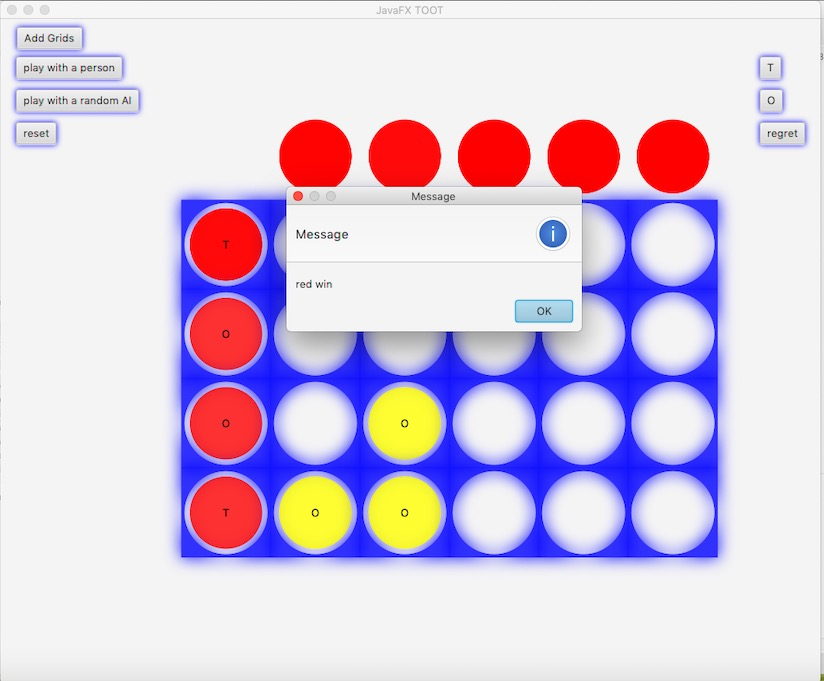 JavaFX TOOT
Add Grids
play with a person
T
play with a random AI
O
reset
regret
Message
Message
i
red win
OK
T
O
O
O
T
O
O